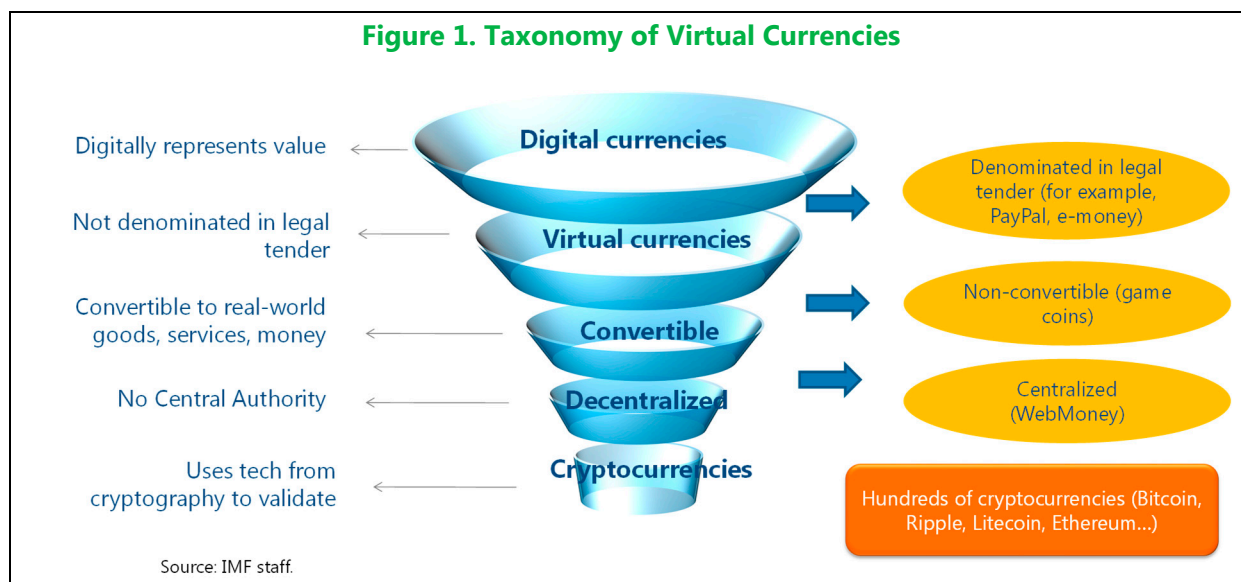 Figure 1. Taxonomy of Virtual Currencies
Digitally represents value
Digital currencies
Denominated in legal
tender (for example,
PayPal, e-money)
Not denominated in legal
tender
Virtual currencies
Non-convertible (game
coins)
Convertible to real-world
goods, services, money
Convertible
Centralized
(WebMoney)
No Central Authority
Decentralized
Uses tech from
cryptography to validate
Cryptocurrencies
Hundreds of cryptocurrencies (Bitcoin,
Ripple, Litecoin, Ethereum...)
Source: IMF staff.